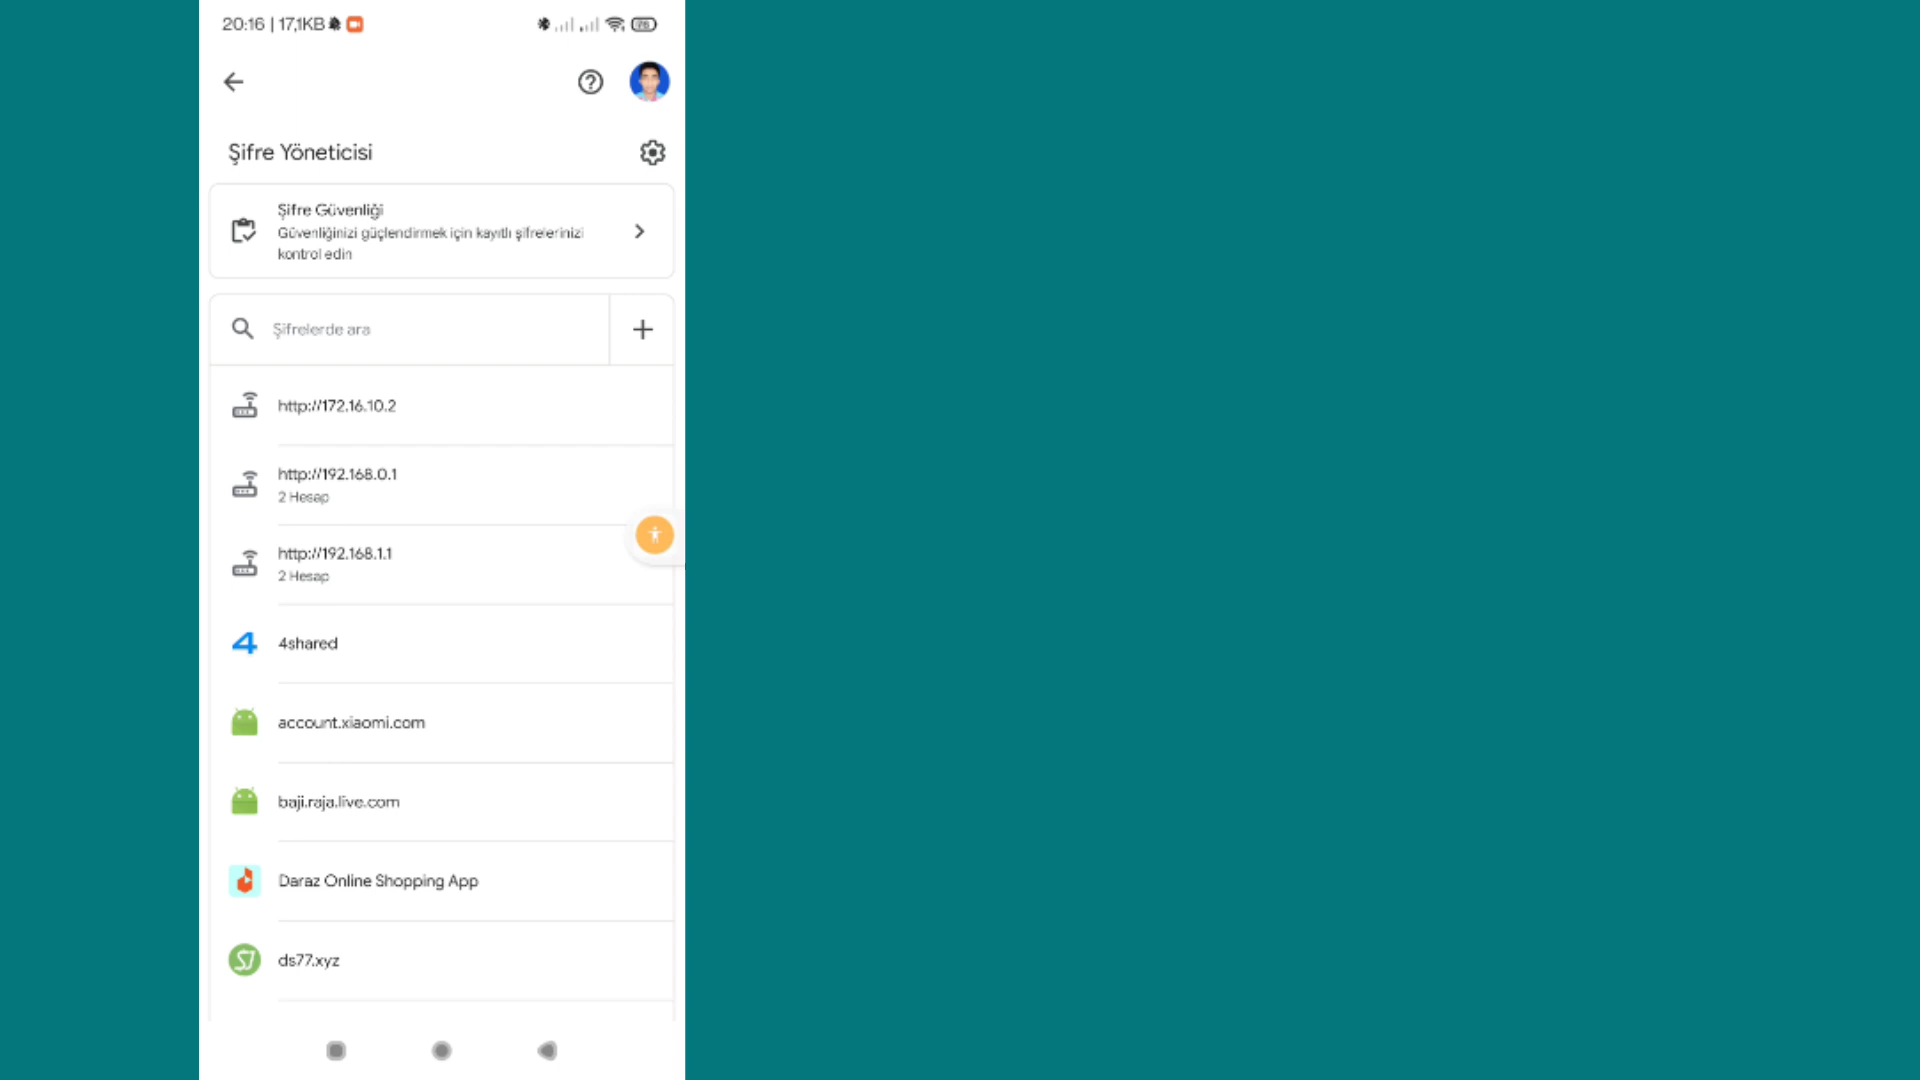 20:16 | 17,1KB
76
Şifre Yöneticisi
Şifre Güvenliği
Güvenliğinizi güçlendirmek için kayıtlı şifrelerinizi
kontrol edin
Şifrelerde ara
http://172.16.10.2
http://192.168.0.1
2 Hesap
http://192.168.1.1
2 Hesap
4shared
account.xiaomi.com
baji.raja.live.com
Daraz Online Shopping App
ds77.xyz